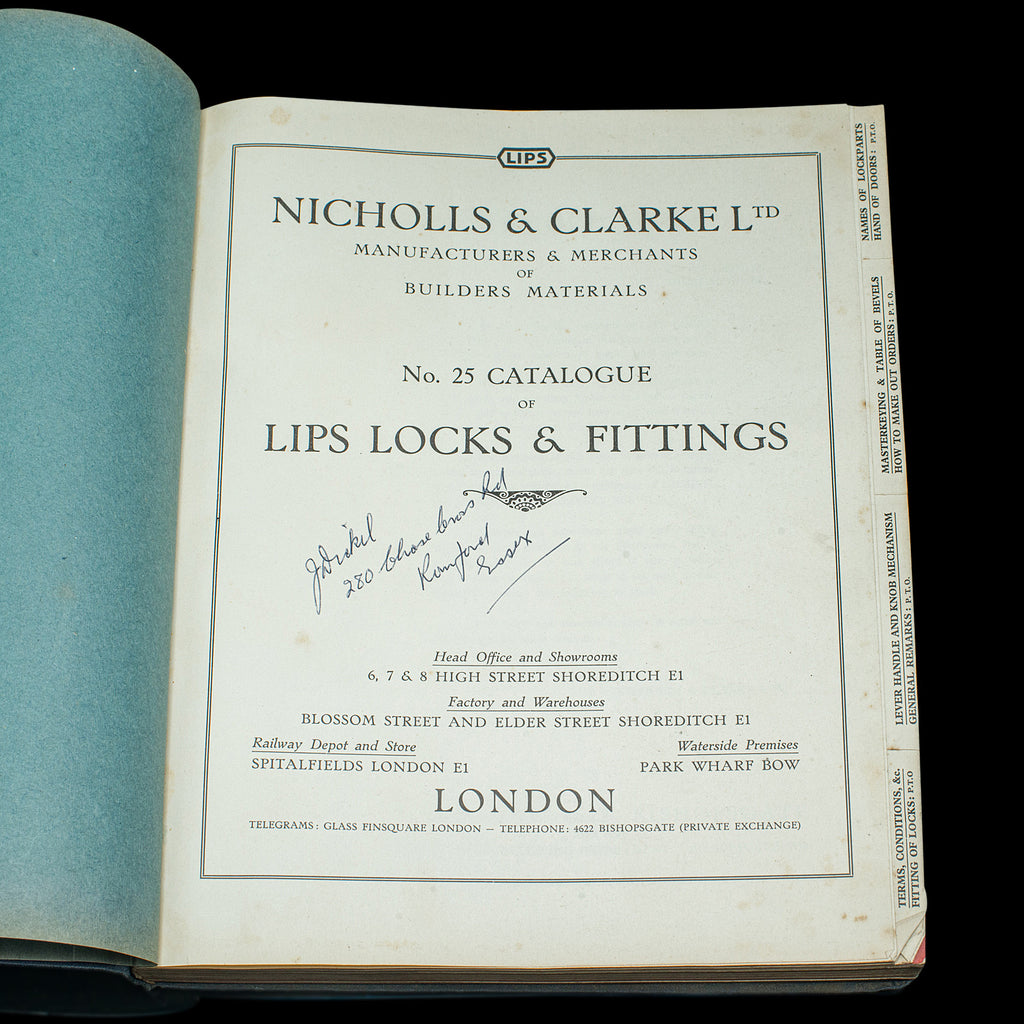 LIPS
NICHOLLS & CLARKE LTD
MANUFACTURERS & MERCHANTS
OF
BUILDERS MATERIALS
No. 25 CATALOGUE
OF
LIPS LOCKS & FITTINGS
280 Chase Cross Rd
Romford
Essex
Head Office and Showrooms
6, 7 & 8 HIGH STREET SHOREDITCH E1
Factory and Warehouses
BLOSSOM STREET AND ELDER STREET SHOREDITCH E1
Railway Depot and Store
SPITALFIELDS LONDON E1
Waterside Premises
PARK WHARF BOW
LONDON
TELEGRAMS: GLASS FINSQUARE LONDON – TELEPHONE: 4622 BISHOPSGATE (PRIVATE EXCHANGE)
NAMES OF LOCKPARTS
HAND OF DOORS: P.T.O.
MASTERKEYING & TABLE OF BEVELS
HOW TO MAKE OUT ORDERS: P.T.O.
LEVER HANDLE AND KNOB MECHANISM
GENERAL REMARKS: P.T.O.
TERMS, CONDITIONS, &c.
FITTING OF LOCKS: P.T.O